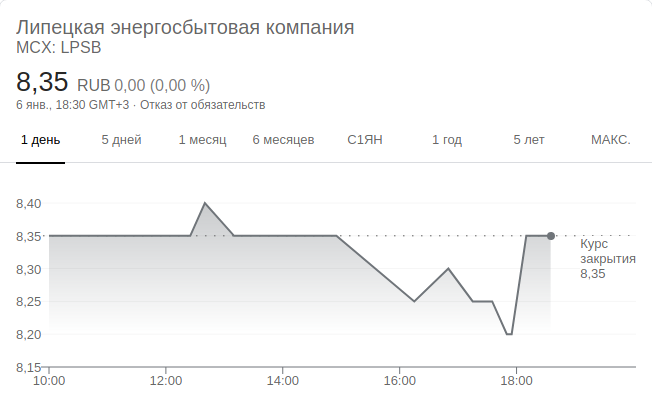 Липецкая энергосбытовая компания
MCX: LPSB
8,35 RUB 0,00 (0,00 %)
6 янв., 18:30 GMT+3 · Отказ от обязательств
1 день 5 дней 1 месяц 6 месяцев С1ЯН 1 год 5 лет МАКС.
8,40
8,35
Курс
закрытия
8,35
8,30
8,25
8,20
8,15
10:00 12:00 14:00 16:00 18:00